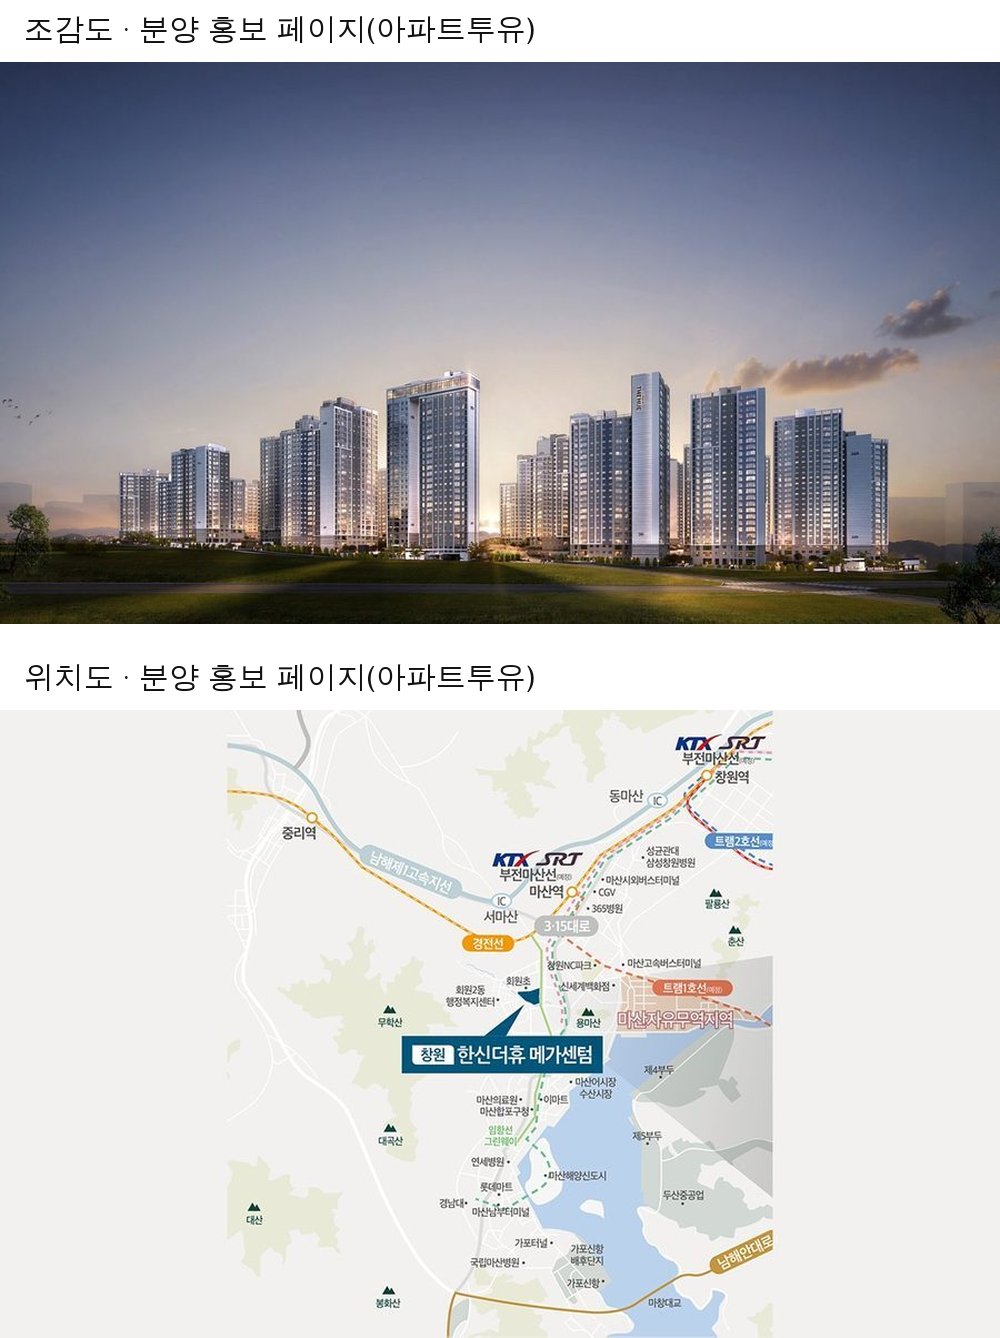 조감도 · 분양 홍보 페이지(아파트투유)
THE HUE
위치도 · 분양 홍보 페이지(아파트투유)
KTX SRT
부전마산선(예정)
창원역
동마산 IC
중리역
트램2호선(예정
성균관대
삼성창원병원
남해제1고속지선
KTX SRT
부전마산선(예정)
마산역
마산시외버스터미널
CGV
365병원
팔룡산
IC
서마산
3·15대로
춘산
경전선
창원NC파크
마산고속버스터미널
회원초
신세계백화점
트램1호선(예정)
회원2동
행정복지센터
무학산
용마산
마산자유무역지역
창원 한신더휴 메가센텀
제4부두
마산어시장
수산시장
마산의료원
이마트
마산합포구청
임항선
그린웨이
대곡산
제5부두
연세병원
마산해양신도시
롯데마트
두산중공업
경남대
마산남부터미널
대산
가포터널
가포신항
배후단지
국립마산병원
남해안대로
가포신항
봉화산
마창대교